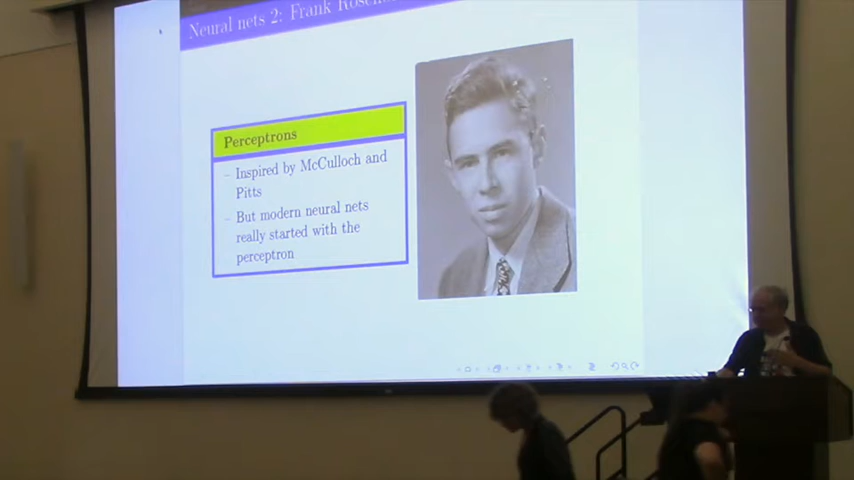 Neural nets 2: Frank
Perceptrons
– Inspired by McCulloch and
Pitts
– But modern neural nets
really started with the
perceptron